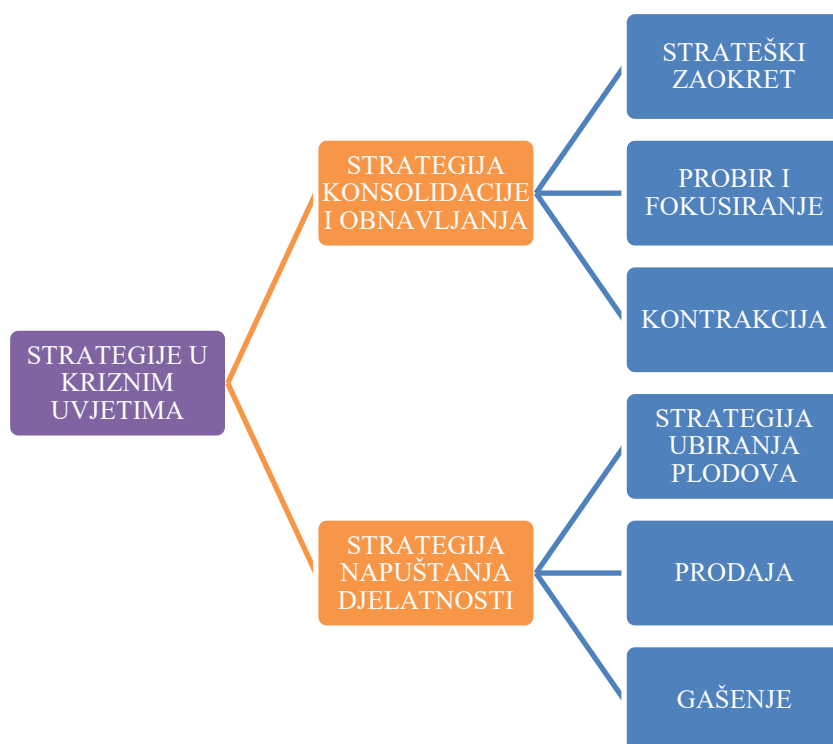 STRATEGIJE U
KRIZNIM
UVJETIMA
STRATEGIJA
KONSOLIDACIJE
I OBNAVLJANJA
STRATEŠKI
ZAOKRET
PROBIR I
FOKUSIRANJE
KONTRAKCIJA
STRATEGIJA
NAPUŠTANJA
DJELATNOSTI
STRATEGIJA
UBIRANJA
PLODOVA
PRODAJA
GAŠENJE